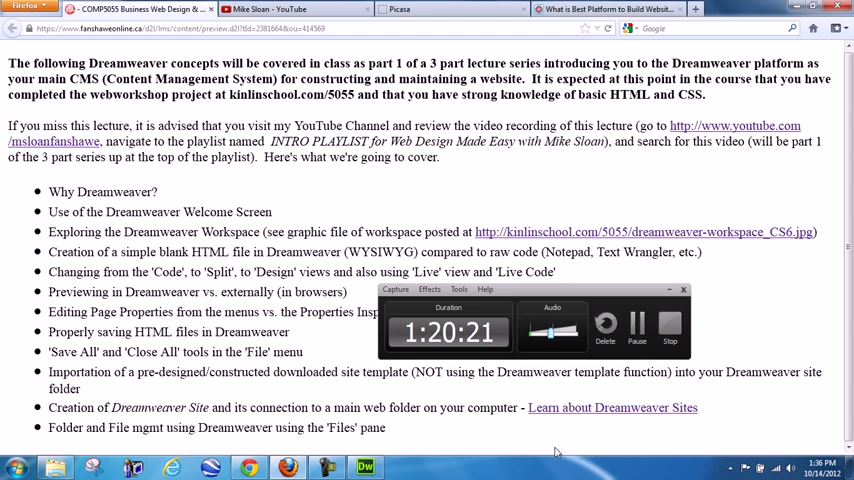 Firefox
COMP5055 Business Web Design & ...
Mike Sloan - YouTube
Picasa
What is Best Platform to Build Websit...
https://www.fanshaweonline.ca/d2l/lms/content/preview.d2l?tId=2381664&ou=414569
Google
The following Dreamweaver concepts will be covered in class as part 1 of a 3 part lecture series introducing you to the Dreamweaver platform as
your main CMS (Content Management System) for constructing and maintaining a website. It is expected at this point in the course that you have
completed the webworkshop project at kinlinschool.com/5055 and that you have strong knowledge of basic HTML and CSS.
If you miss this lecture, it is advised that you visit my YouTube Channel and review the video recording of this lecture (go to http://www.youtube.com
/msloanfanshawe, navigate to the playlist named INTRO PLAYLIST for Web Design Made Easy with Mike Sloan), and search for this video (will be part 1
of the 3 part series up at the top of the playlist). Here's what we're going to cover.
Why Dreamweaver?
Use of the Dreamweaver Welcome Screen
Exploring the Dreamweaver Workspace (see graphic file of workspace posted at http://kinlinschool.com/5055/dreamweaver-workspace_CS6.jpg)
Creation of a simple blank HTML file in Dreamweaver (WYSIWYG) compared to raw code (Notepad, Text Wrangler, etc.)
Changing from the 'Code', to 'Split', to 'Design' views and also using 'Live' view and 'Live Code'
Previewing in Dreamweaver vs. externally (in browsers)
Editing Page Properties from the menus vs. the Properties Insp
Properly saving HTML files in Dreamweaver
'Save All' and 'Close All' tools in the 'File' menu
Importation of a pre-designed/constructed downloaded site template (NOT using the Dreamweaver template function) into your Dreamweaver site
folder
Creation of Dreamweaver Site and its connection to a main web folder on your computer - Learn about Dreamweaver Sites
Folder and File mgmt using Dreamweaver using the 'Files' pane
Capture Effects Tools Help
Duration
Audio
1:20:21
Delete Pause Stop
Dw
1:36 PM
10/14/2012